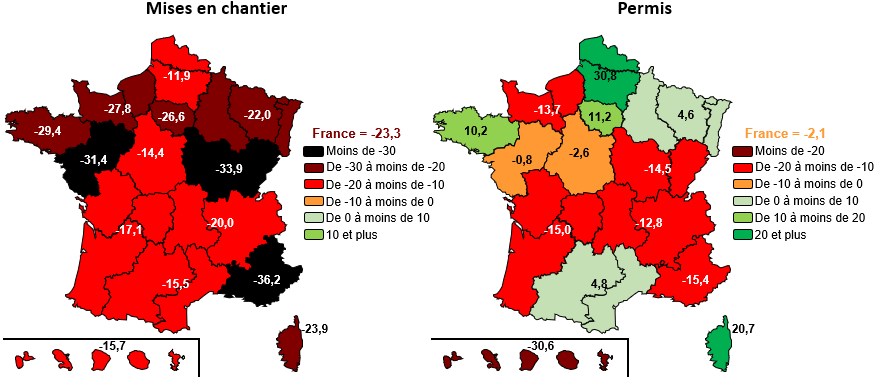 Mises en chantier
-11,9
-27,8
-26,6
-22,0
-29,4
-31,4
-14,4
-33,9
-17,1
-20,0
-15,5
-36,2
-23,9
-15,7
France = -23,3
Moins de -30
De -30 à moins de -20
De -20 à moins de -10
De -10 à moins de 0
De 0 à moins de 10
10 et plus
Permis
30,8
-13,7
11,2
4,6
10,2
-0,8
-2,6
-14,5
-15,0
-12,8
4,8
-15,4
20,7
-30,6
France = -2,1
Moins de -20
De -20 à moins de -10
De -10 à moins de 0
De 0 à moins de 10
De 10 à moins de 20
20 et plus